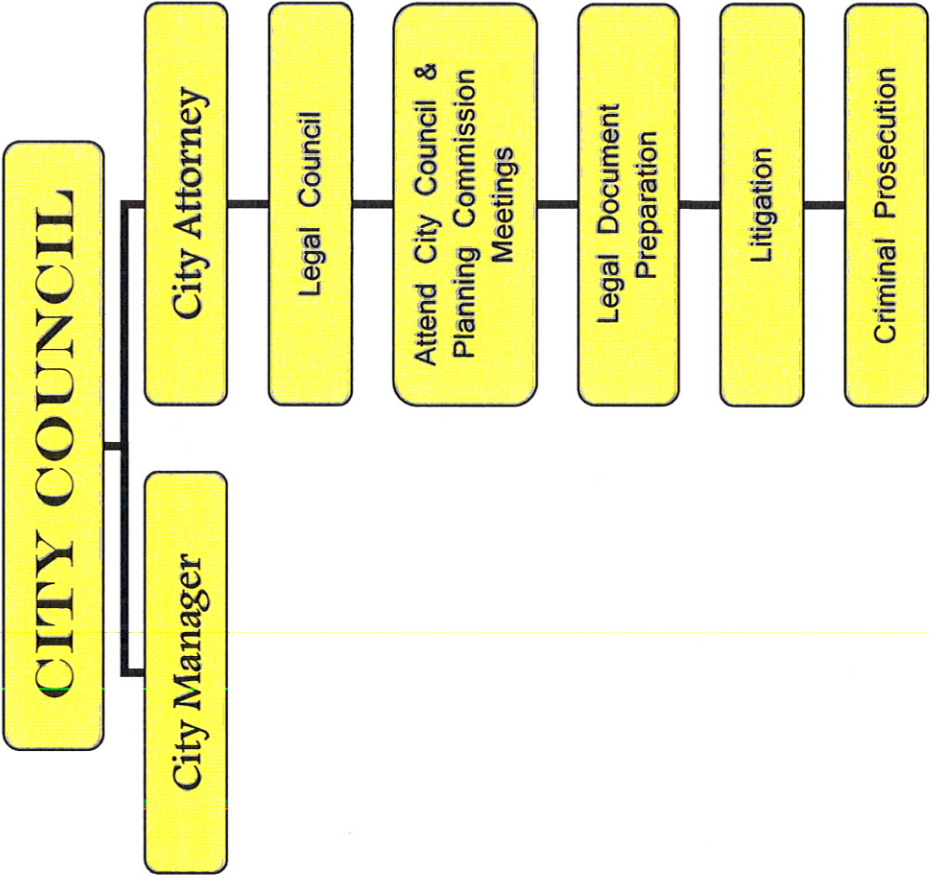 CITY COUNCIL
City Manager
City Attorney
Legal Council
Attend City Council &
Planning Commission
Meetings
Legal Document
Preparation
Litigation
Criminal Prosecution